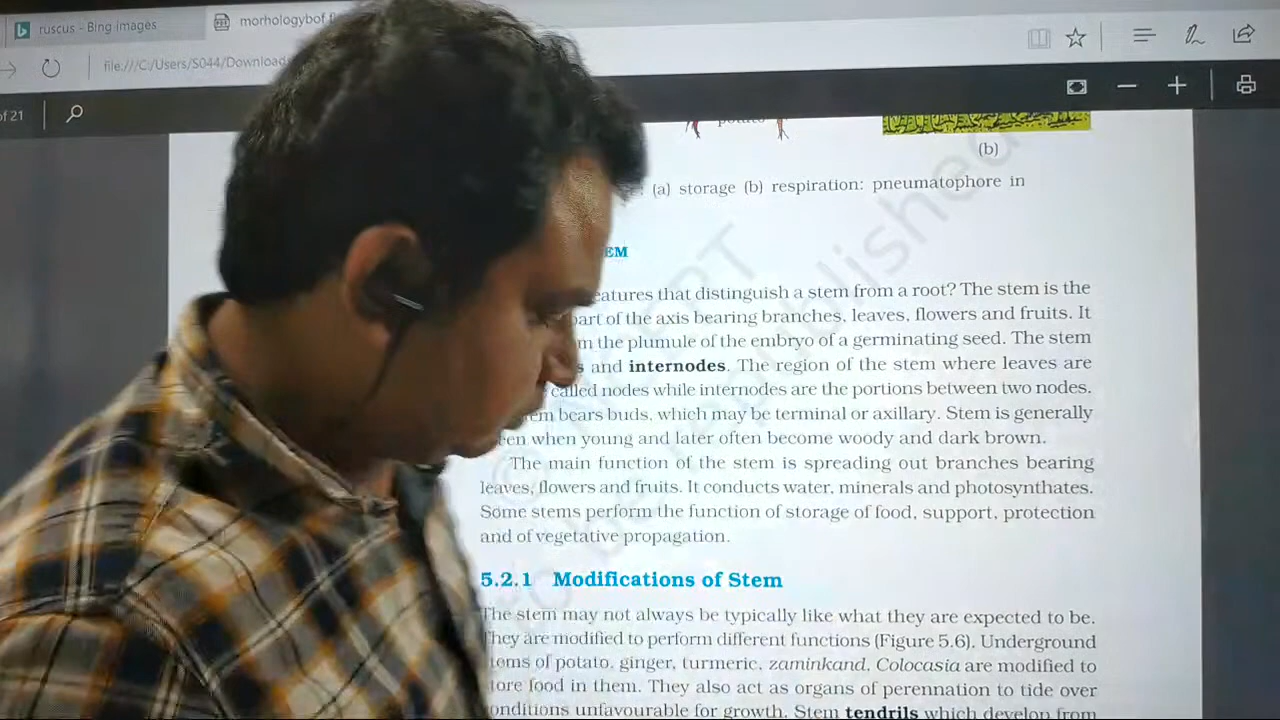 ruscus - Bing images
morhologybof fl
file:///C:/Users/S044/Downloads
of 21
potato
(b)
(a) storage (b) respiration: pneumatophore in
EM
eatures that distinguish a stem from a root? The stem is the
part of the axis bearing branches, leaves, flowers and fruits. It
m the plumule of the embryo of a germinating seed. The stem
s and internodes. The region of the stem where leaves are
called nodes while internodes are the portions between two nodes.
em bears buds, which may be terminal or axillary. Stem is generally
een when young and later often become woody and dark brown.
The main function of the stem is spreading out branches bearing
leaves, flowers and fruits. It conducts water, minerals and photosynthates.
Some stems perform the function of storage of food, support, protection
and of vegetative propagation.
5.2.1 Modifications of Stem
The stem may not always be typically like what they are expected to be.
They are modified to perform different functions (Figure 5.6). Underground
tems of potato, ginger, turmeric, zaminkand, Colocasia are modified to
tore food in them. They also act as organs of perennation to tide over
onditions unfavourable for growth. Stem tendrils which develop from